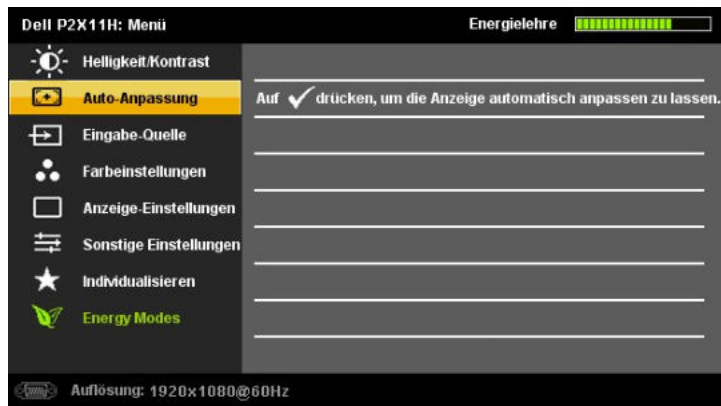 Dell P2X11H: Menü
Energielehre
Helligkeit/Kontrast
Auto-Anpassung
Auf ✓ drücken, um die Anzeige automatisch anpassen zu lassen.
Eingabe-Quelle
Farbeinstellungen
Anzeige-Einstellungen
Sonstige Einstellungen
Individualisieren
Energy Modes
Auflösung: 1920x1080@60Hz